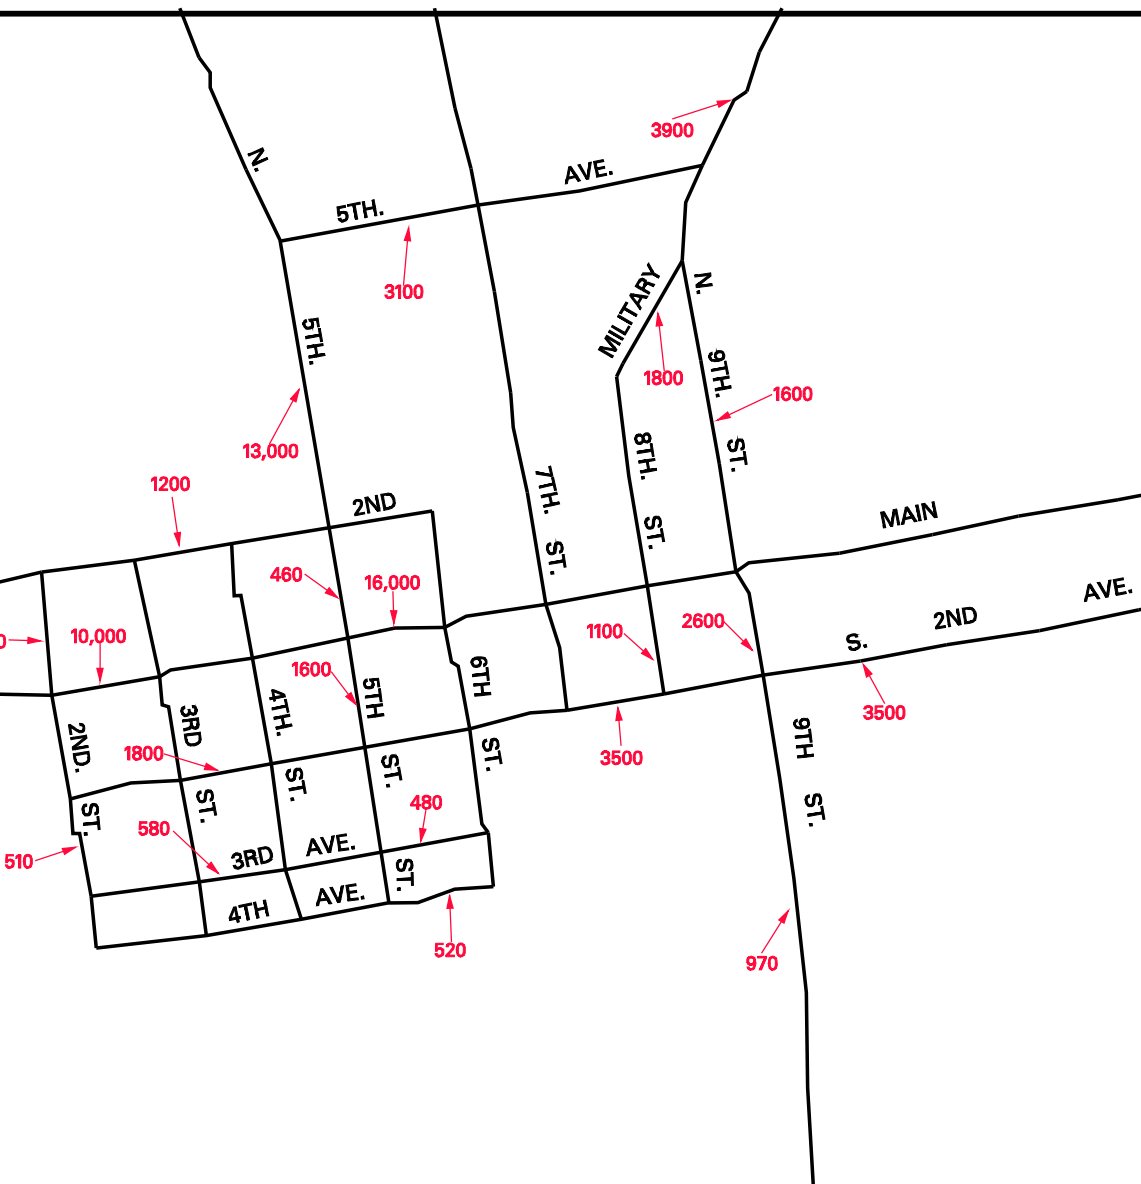 3900
N.
AVE.
5TH.
3100
N.
MILITARY
5TH.
1800
9TH.
1600
13,000
8TH.
ST.
1200
7TH.
2ND
MAIN
ST.
ST.
460
16,000
AVE.
2ND
10,000
1100
2600
S.
1600
6TH
5TH
4TH.
3RD
2ND.
3500
1800
3500
9TH
ST.
ST.
ST.
ST.
ST.
480
ST.
510
580
3RD
AVE.
ST.
4TH
AVE.
520
970